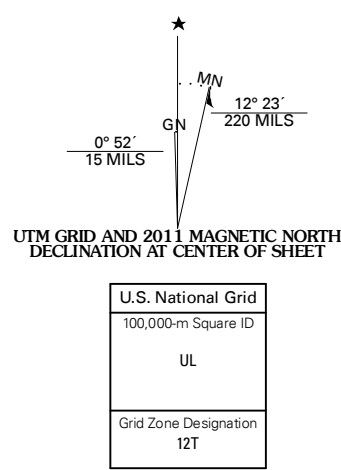 ★
MN
GN
12° 23´
220 MILS
0° 52´
15 MILS
UTM GRID AND 2011 MAGNETIC NORTH
DECLINATION AT CENTER OF SHEET
U.S. National Grid
100,000-m Square ID
UL
Grid Zone Designation
12T